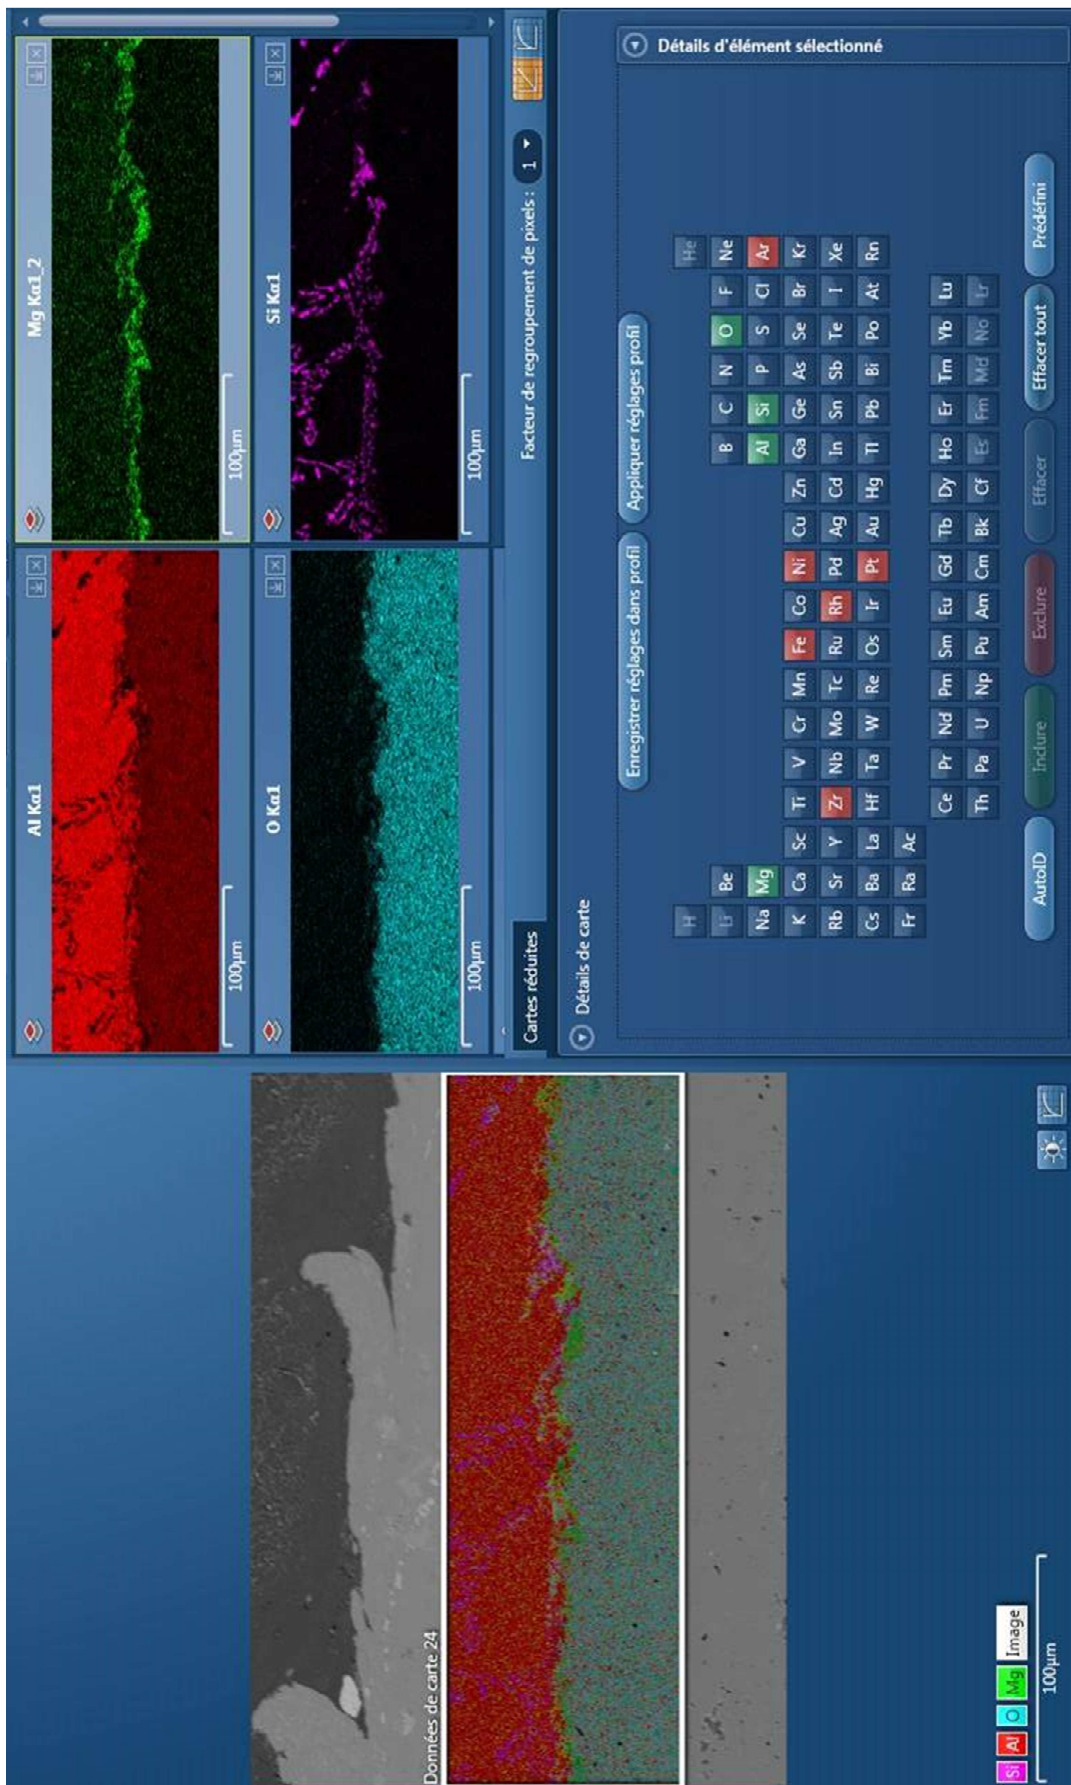 Données de carte 24
Si Al O Mg Image
100µm
Al Kα1
100µm
Mg Kα1_2
100µm
O Kα1
100µm
Si Kα1
100µm
Cartes réduites
Facteur de regroupement de pixels : 1
Détails de carte
Enregistrer réglages dans profil
Appliquer réglages profil
H He
Li Be B C N O F Ne
Na Mg Al Si P S Cl Ar
K Ca Sc Ti V Cr Mn Fe Co Ni Cu Zn Ga Ge As Se Br Kr
Rb Sr Y Zr Nb Mo Tc Ru Rh Pd Ag Cd In Sn Sb Te I Xe
Cs Ba La Hf Ta W Re Os Ir Pt Au Hg Tl Pb Bi Po At Rn
Fr Ra Ac
Ce Pr Nd Pm Sm Eu Gd Tb Dy Ho Er Tm Yb Lu
Th Pa U Np Pu Am Cm Bk Cf Es Fm Md No Lr
AutoID
Inclure
Exclure
Effacer
Effacer tout
Prédéfini
Détails d'élément sélectionné